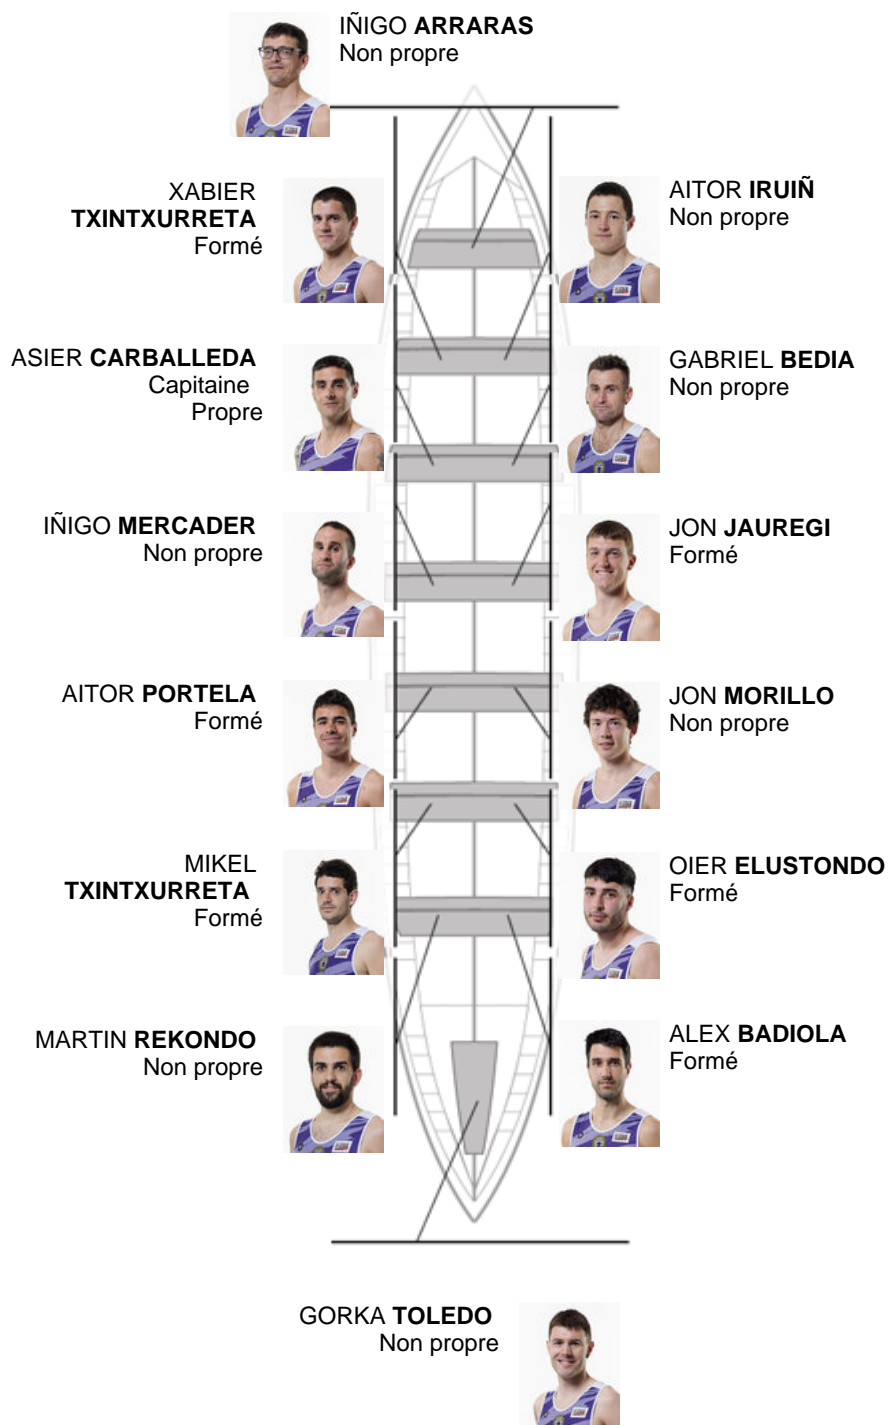 IÑIGO ARRARAS
Non propre
XABIER
TXINTXURRETA
Formé
AITOR IRUIÑ
Non propre
ASIER CARBALLEDA
Capitaine
Propre
GABRIEL BEDIA
Non propre
IÑIGO MERCADER
Non propre
JON JAUREGI
Formé
AITOR PORTELA
Formé
JON MORILLO
Non propre
MIKEL
TXINTXURRETA
Formé
OIER ELUSTONDO
Formé
MARTIN REKONDO
Non propre
ALEX BADIOLA
Formé
GORKA TOLEDO
Non propre